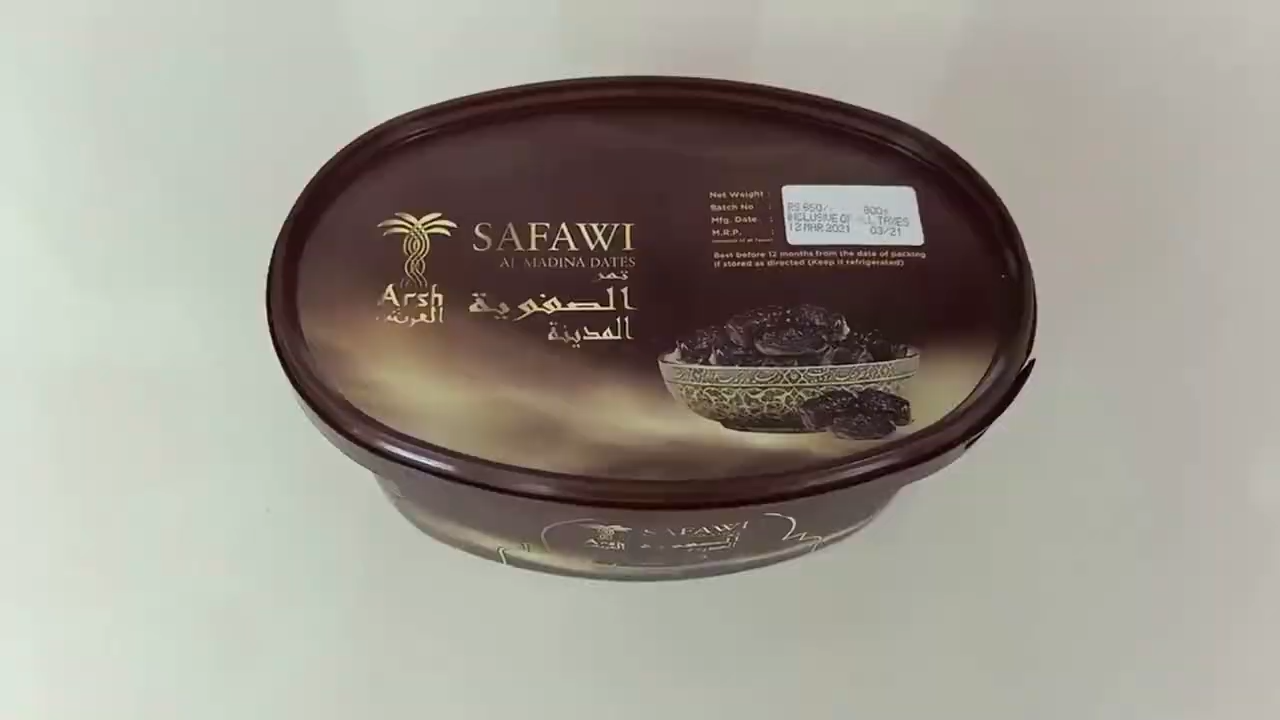 SAFAWI
AL MADINA DATES
تمر
الصفوية
المدينة
Arsh
Net Weight :
Batch No :
Mfg. Date :
M.R.P. :
RS.650/- 800g
INCLUSIVE OF ALL TAXES
12 MAR 2021 03/21
Best before 12 months from the date of packing
if stored as directed (Keep it refrigerated)
SAFAWI
Arsh